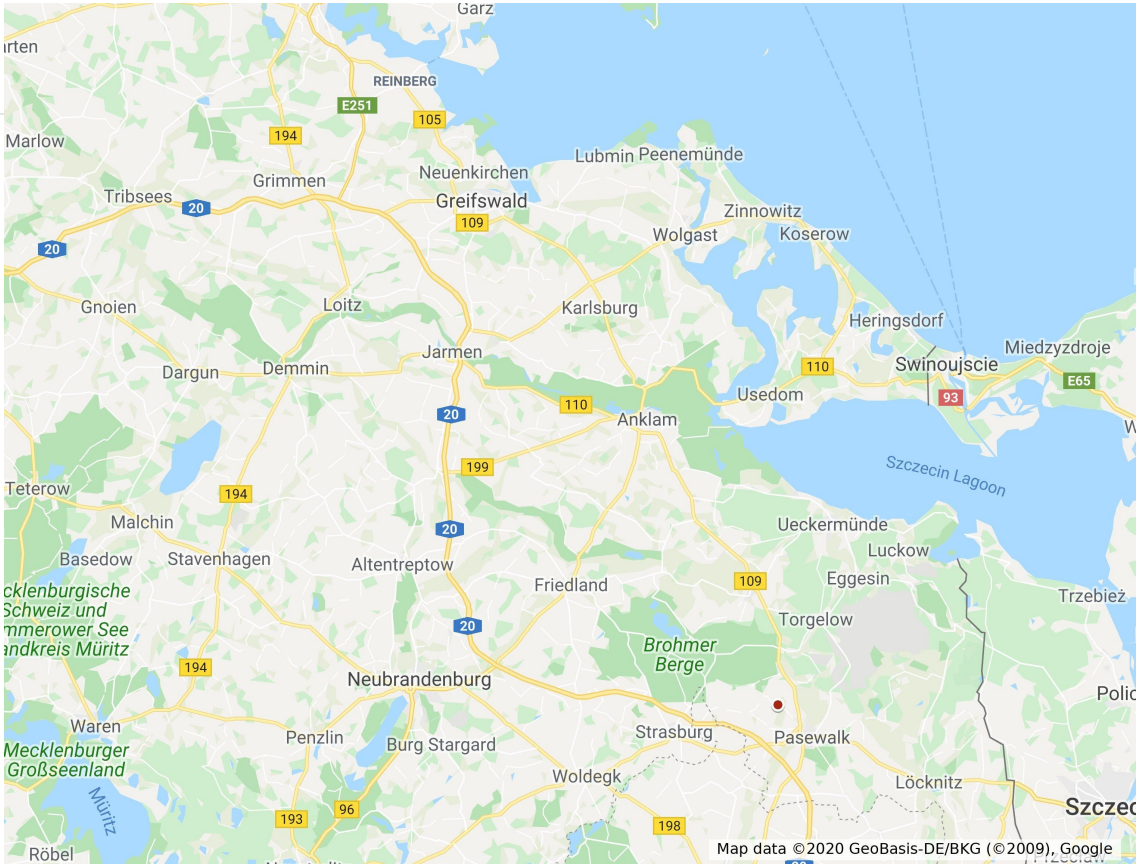 Garz
arten
REINBERG
E251
105
194
Marlow
Lubmin
Peenemünde
Neuenkirchen
Grimmen
Tribsees
Greifswald
20
Zinnowitz
109
Wolgast
Koserow
20
Gnoien
Loitz
Karlsburg
Heringsdorf
Miedzyzdroje
Jarmen
Swinoujscie
Dargun
Demmin
110
E65
Usedom
93
110
20
Anklam
199
Szczecin Lagoon
Teterow
194
Malchin
Ueckermünde
20
Basedow
Stavenhagen
Altentreptow
Luckow
Friedland
109
Eggesin
cklenburgische
Schweiz und
mmerower See
andkreis Müritz
Trzebież
Torgelow
20
Brohmer
Berge
194
Neubrandenburg
Polic
Waren
Penzlin
Burg Stargard
Strasburg
Pasewalk
Mecklenburger
Großseenland
Woldegk
Löcknitz
Müritz
193
96
198
Szczec
Röbel
Map data ©2020 GeoBasis-DE/BKG (©2009), Google